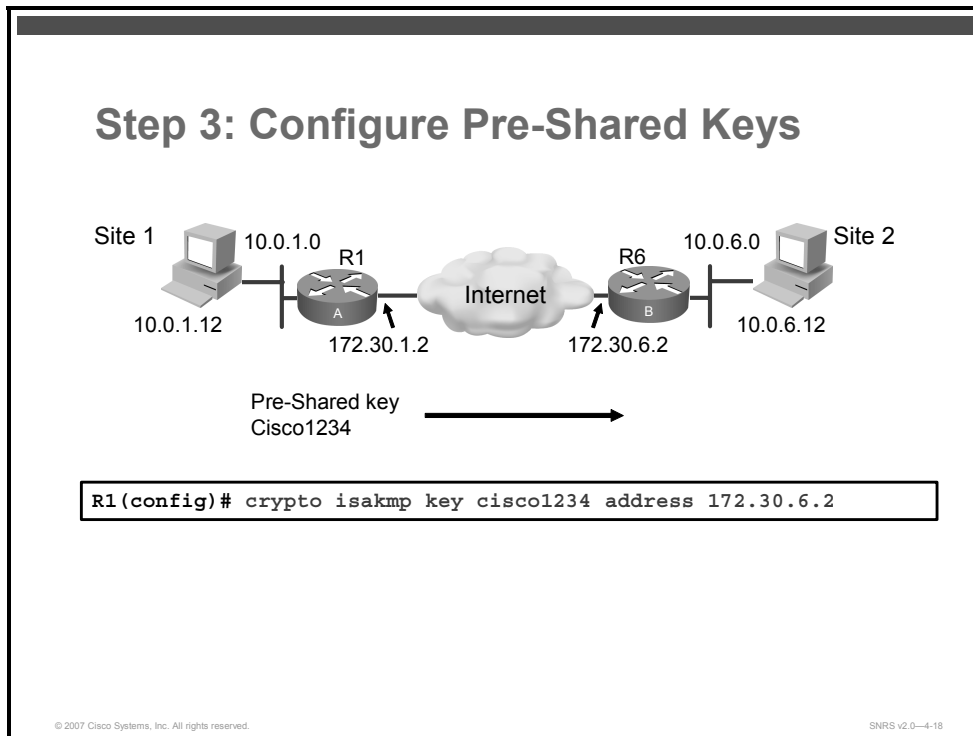 Step 3: Configure Pre-Shared Keys
Site 1
10.0.1.0
R1
A
10.0.1.12
172.30.1.2
Internet
R6
B
172.30.6.2
10.0.6.0
Site 2
10.0.6.12
Pre-Shared key
Cisco1234
R1(config)# crypto isakmp key cisco1234 address 172.30.6.2
© 2007 Cisco Systems, Inc. All rights reserved.
SNRS v2.0—4-18